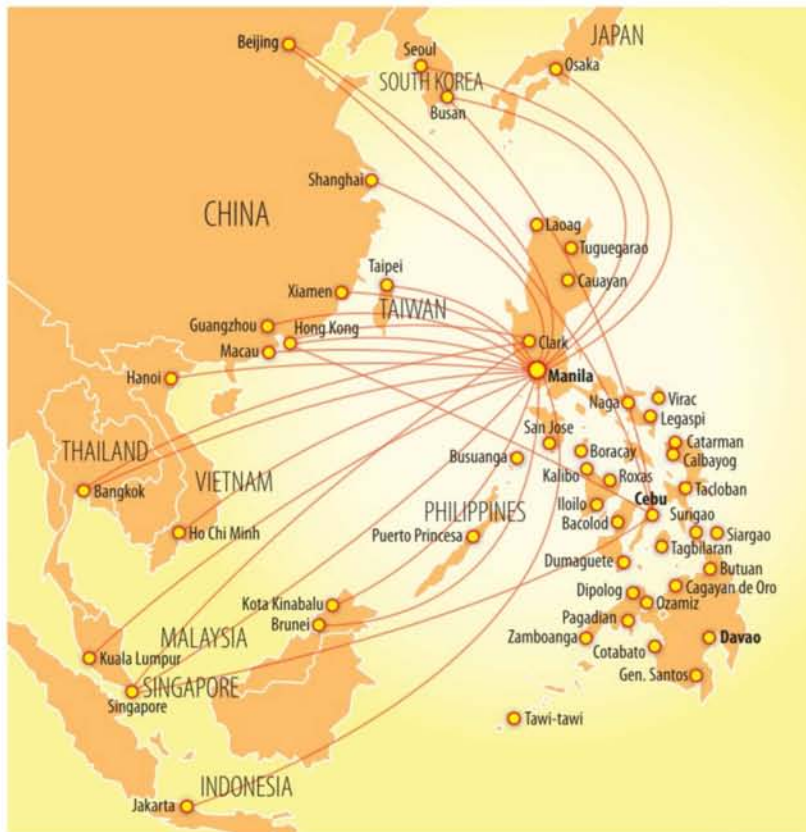 JAPAN
Beijing
Seoul
Osaka
SOUTH KOREA
Busan
Shanghai
CHINA
Laoag
Tuguegarao
Taipei
Cauayan
Xiamen
TAIWAN
Guangzhou
Hong Kong
Clark
Macau
Manila
Hanoi
Virac
Naga
Legaspi
San Jose
Catarman
THAILAND
Boracay
Busuanga
Calbayog
VIETNAM
Kalibo
Roxas
Bangkok
Tacloban
Cebu
Iloilo
PHILIPPINES
Surigao
Bacolod
Ho Chi Minh
Siargao
Puerto Princesa
Tagbilaran
Dumaguete
Butuan
Cagayan de Oro
Dipolog
Kota Kinabalu
Ozamiz
Pagadian
Brunei
MALAYSIA
Zamboanga
Davao
Cotabato
Kuala Lumpur
Gen. Santos
SINGAPORE
Singapore
Tawi-tawi
INDONESIA
Jakarta